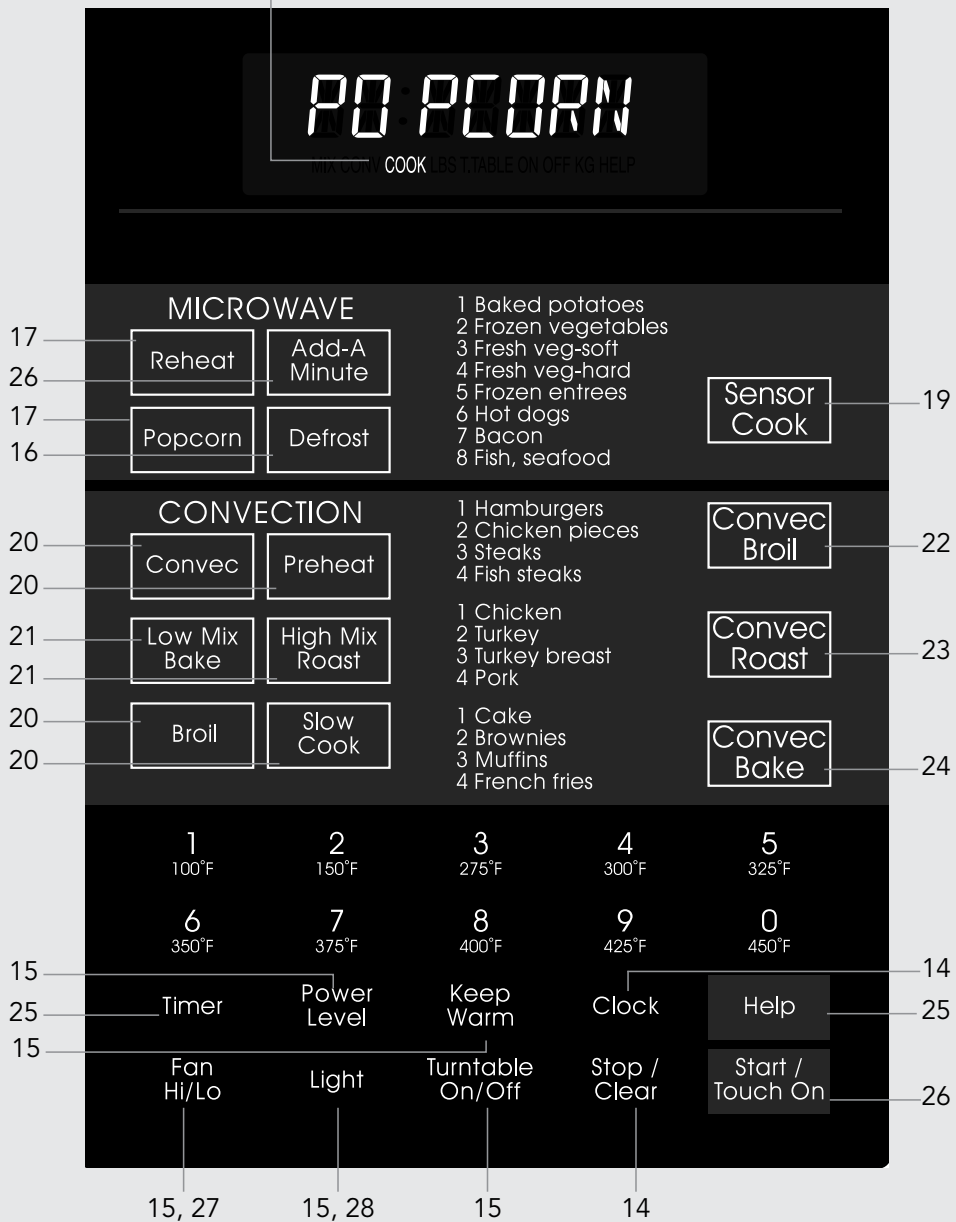 PO PCORN
MIX CONV COOK LBS T.TABLE ON OFF KG HELP
MICROWAVE
17
Reheat
26
Add-A
Minute
17
Popcorn
16
Defrost
1 Baked potatoes
2 Frozen vegetables
3 Fresh veg-soft
4 Fresh veg-hard
5 Frozen entrees
6 Hot dogs
7 Bacon
8 Fish, seafood
Sensor
Cook
19
CONVECTION
20
Convec
20
Preheat
21
Low Mix
Bake
21
High Mix
Roast
20
Broil
20
Slow
Cook
1 Hamburgers
2 Chicken pieces
3 Steaks
4 Fish steaks
Convec
Broil
22
1 Chicken
2 Turkey
3 Turkey breast
4 Pork
Convec
Roast
23
1 Cake
2 Brownies
3 Muffins
4 French fries
Convec
Bake
24
1
100°F
2
150°F
3
275°F
4
300°F
5
325°F
6
350°F
7
375°F
8
400°F
9
425°F
0
450°F
15
25
15
Timer
Power
Level
Keep
Warm
Clock
14
Help
25
Fan
Hi/Lo
Light
Turntable
On/Off
Stop /
Clear
Start /
Touch On
26
15, 27
15, 28
15
14